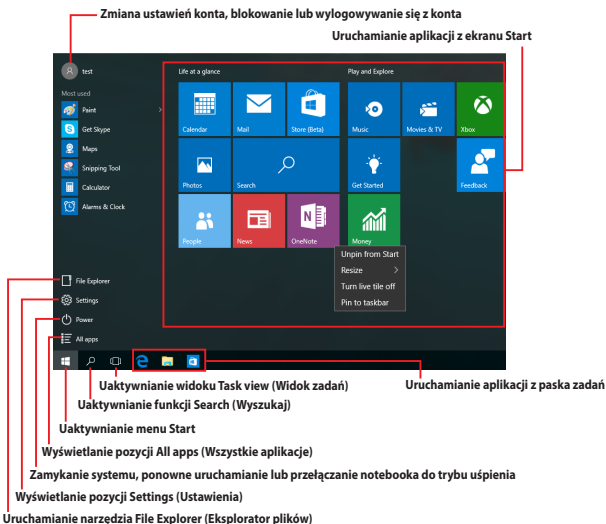 Zmiana ustawień konta, blokowanie lub wylogowywanie się z konta
Uruchamianie aplikacji z ekranu Start
test
Most used
Paint
Get Skype
Maps
Snipping Tool
Calculator
Alarms & Clock
File Explorer
Settings
Power
All apps
Life at a glance
Play and Explore
Calendar
Mail
Store (Beta)
Music
Movies & TV
Xbox
Photos
Search
Get Started
Feedback
People
News
OneNote
Money
Unpin from Start
Resize
Turn live tile off
Pin to taskbar
Uaktywnianie widoku Task view (Widok zadań)
Uruchamianie aplikacji z paska zadań
Uaktywnianie funkcji Search (Wyszukaj)
Uaktywnianie menu Start
Wyświetlanie pozycji All apps (Wszystkie aplikacje)
Zamykanie systemu, ponowne uruchamianie lub przełączanie notebooka do trybu uśpienia
Wyświetlanie pozycji Settings (Ustawienia)
Uruchamianie narzędzia File Explorer (Eksplorator plików)